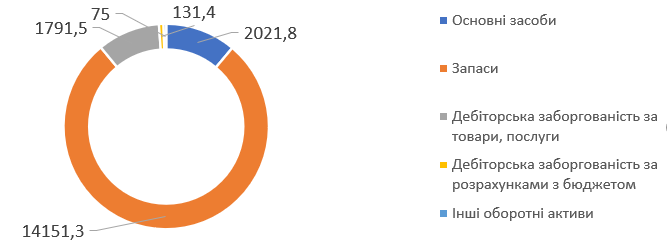 75
131,4
1791,5
2021,8
14151,3
Основні засоби
Запаси
Дебіторська заборгованість за
товари, послуги
Дебіторська заборгованість за
розрахунками з бюджетом
Інші оборотні активи